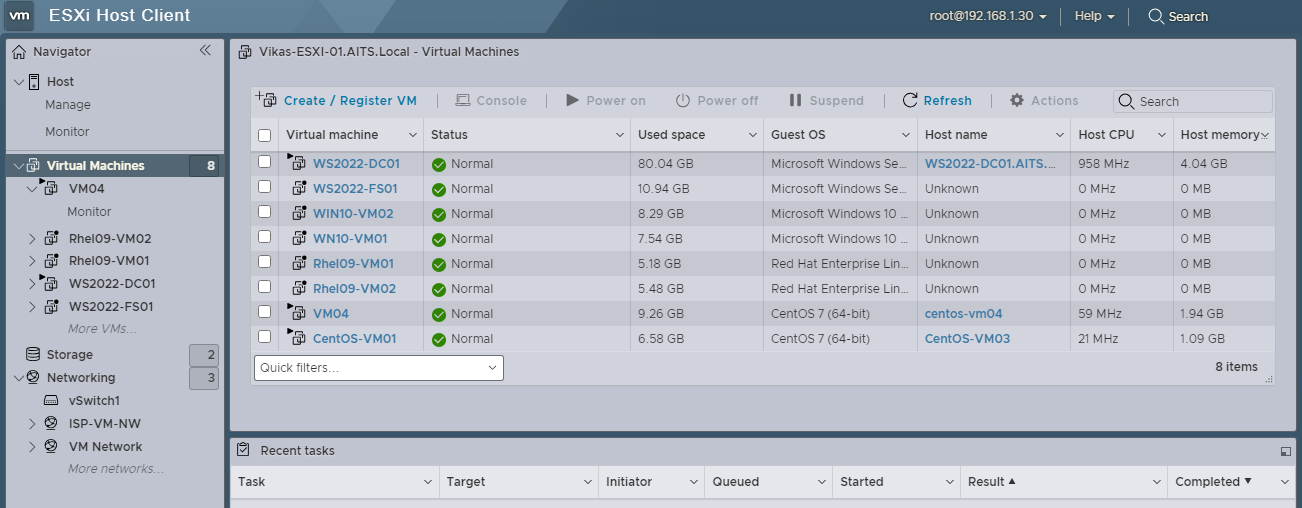 vm ESXi Host Client root@192.168.1.30 Help Search
Navigator
Host
Manage
Monitor
Virtual Machines 8
VM04
Monitor
Rhel09-VM02
Rhel09-VM01
WS2022-DC01
WS2022-FS01
More VMs...
Storage 2
Networking 3
vSwitch1
ISP-VM-NW
VM Network
More networks...
Vikas-ESXI-01.AITS.Local - Virtual Machines
Create / Register VM Console Power on Power off Suspend Refresh Actions Search
Virtual machine Status Used space Guest OS Host name Host CPU Host memory
WS2022-DC01 Normal 80.04 GB Microsoft Windows Se... WS2022-DC01.AITS.... 958 MHz 4.04 GB
WS2022-FS01 Normal 10.94 GB Microsoft Windows Se... Unknown 0 MHz 0 MB
WIN10-VM02 Normal 8.29 GB Microsoft Windows 10 ... Unknown 0 MHz 0 MB
WN10-VM01 Normal 7.54 GB Microsoft Windows 10 ... Unknown 0 MHz 0 MB
Rhel09-VM01 Normal 5.18 GB Red Hat Enterprise Lin... Unknown 0 MHz 0 MB
Rhel09-VM02 Normal 5.48 GB Red Hat Enterprise Lin... Unknown 0 MHz 0 MB
VM04 Normal 9.26 GB CentOS 7 (64-bit) centos-vm04 59 MHz 1.94 GB
CentOS-VM01 Normal 6.58 GB CentOS 7 (64-bit) CentOS-VM03 21 MHz 1.09 GB
Quick filters... 8 items
Recent tasks
Task Target Initiator Queued Started Result Completed